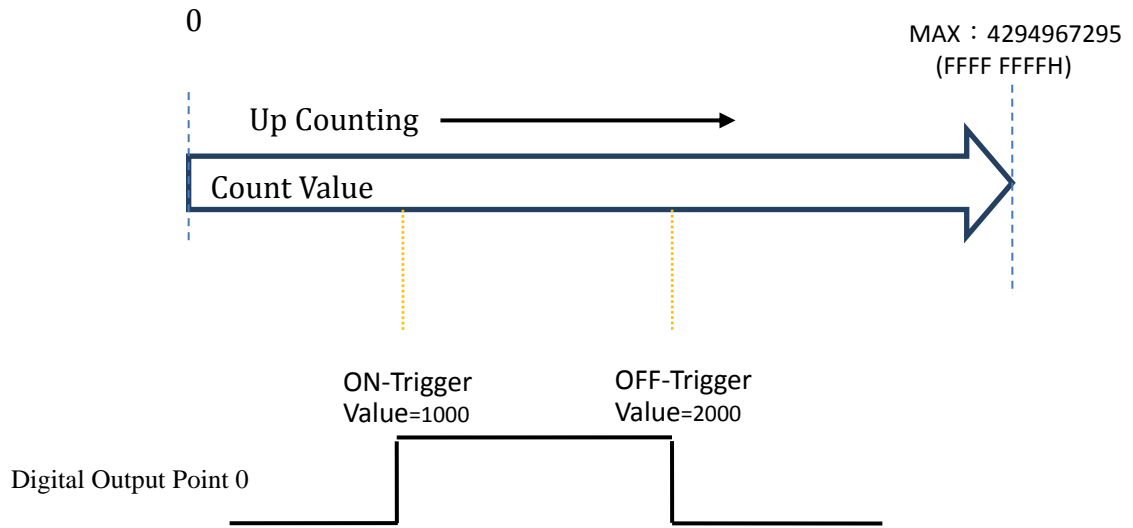 0
MAX：4294967295
(FFFF FFFFH)
Up Counting
Count Value
ON-Trigger
Value=1000
OFF-Trigger
Value=2000
Digital Output Point 0